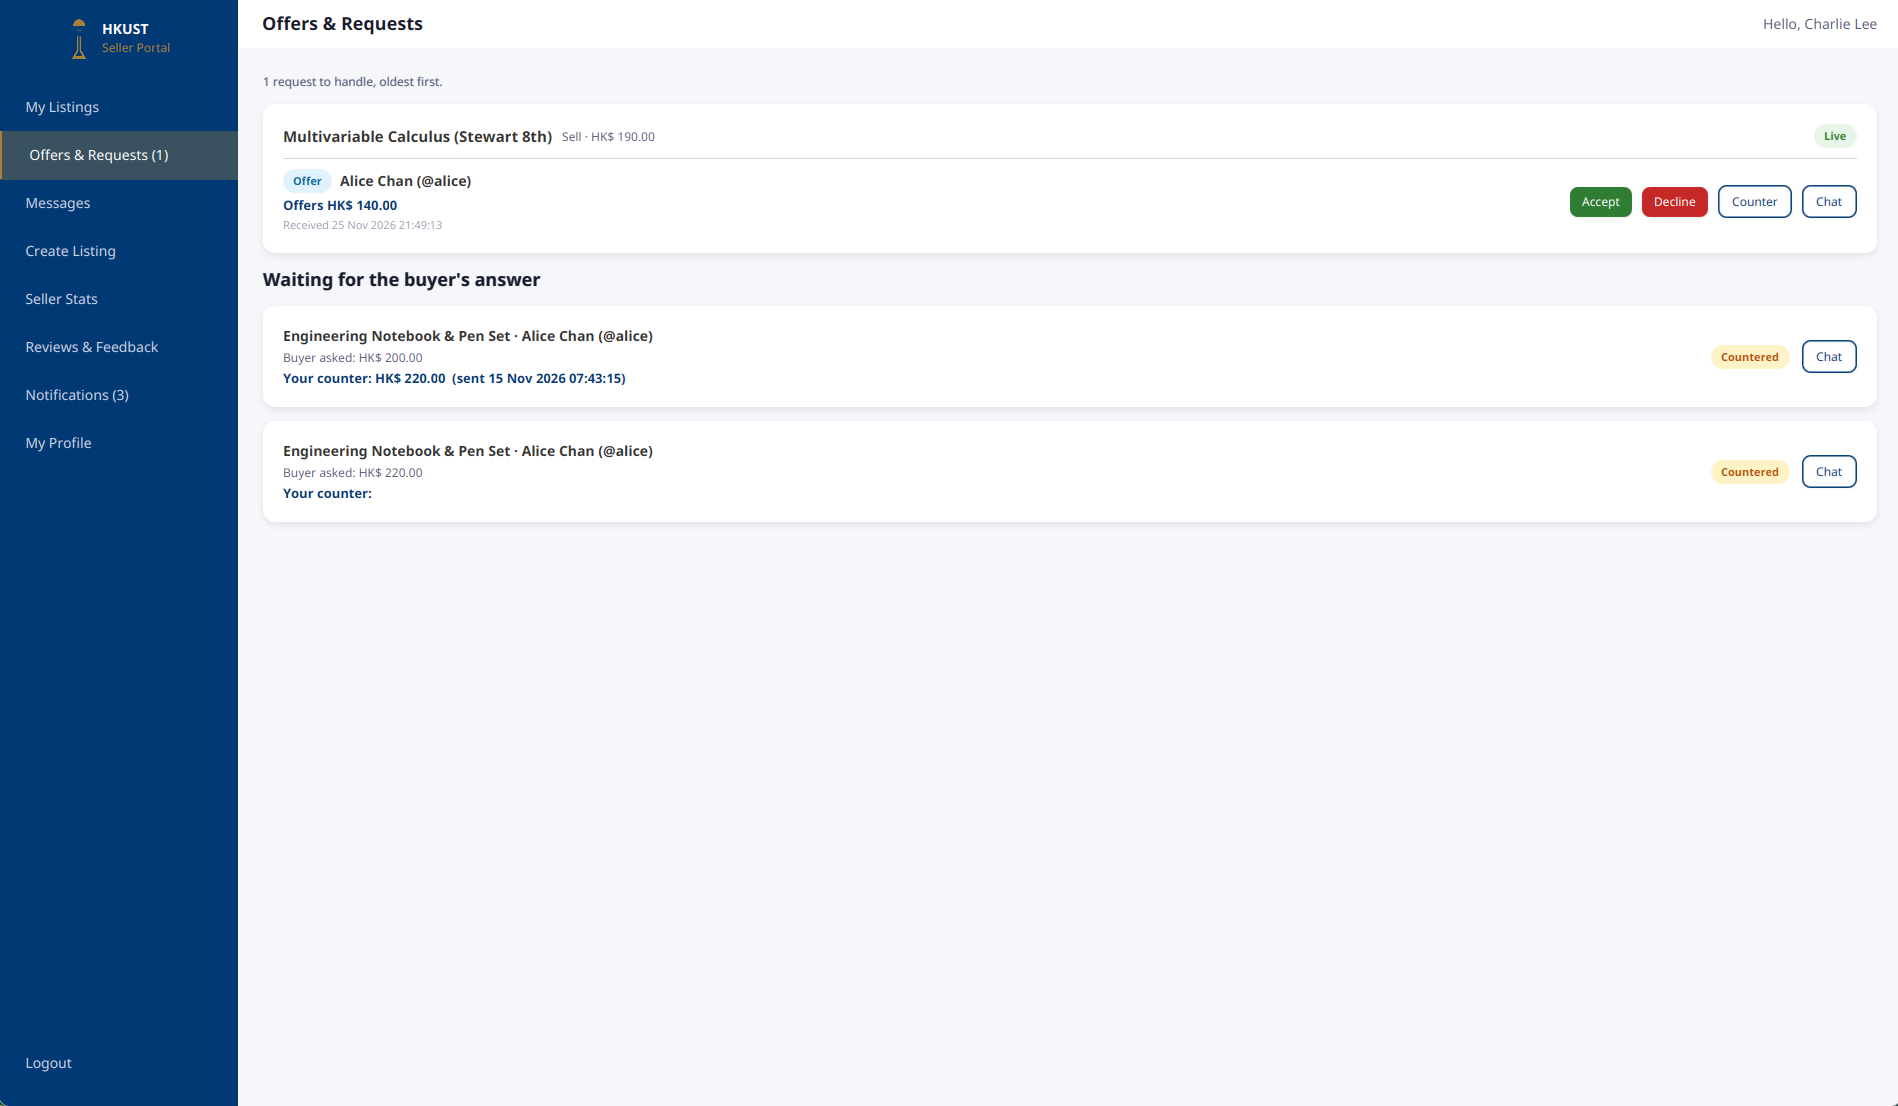 HKUST
Seller Portal
My Listings
Offers & Requests (1)
Messages
Create Listing
Seller Stats
Reviews & Feedback
Notifications (3)
My Profile
Logout
Offers & Requests
Hello, Charlie Lee
1 request to handle, oldest first.
Multivariable Calculus (Stewart 8th) Sell · HK$ 190.00
Live
Offer Alice Chan (@alice)
Offers HK$ 140.00
Received 25 Nov 2026 21:49:13
Accept Decline Counter Chat
Waiting for the buyer's answer
Engineering Notebook & Pen Set · Alice Chan (@alice)
Buyer asked: HK$ 200.00
Your counter: HK$ 220.00 (sent 15 Nov 2026 07:43:15)
Countered Chat
Engineering Notebook & Pen Set · Alice Chan (@alice)
Buyer asked: HK$ 220.00
Your counter:
Countered Chat